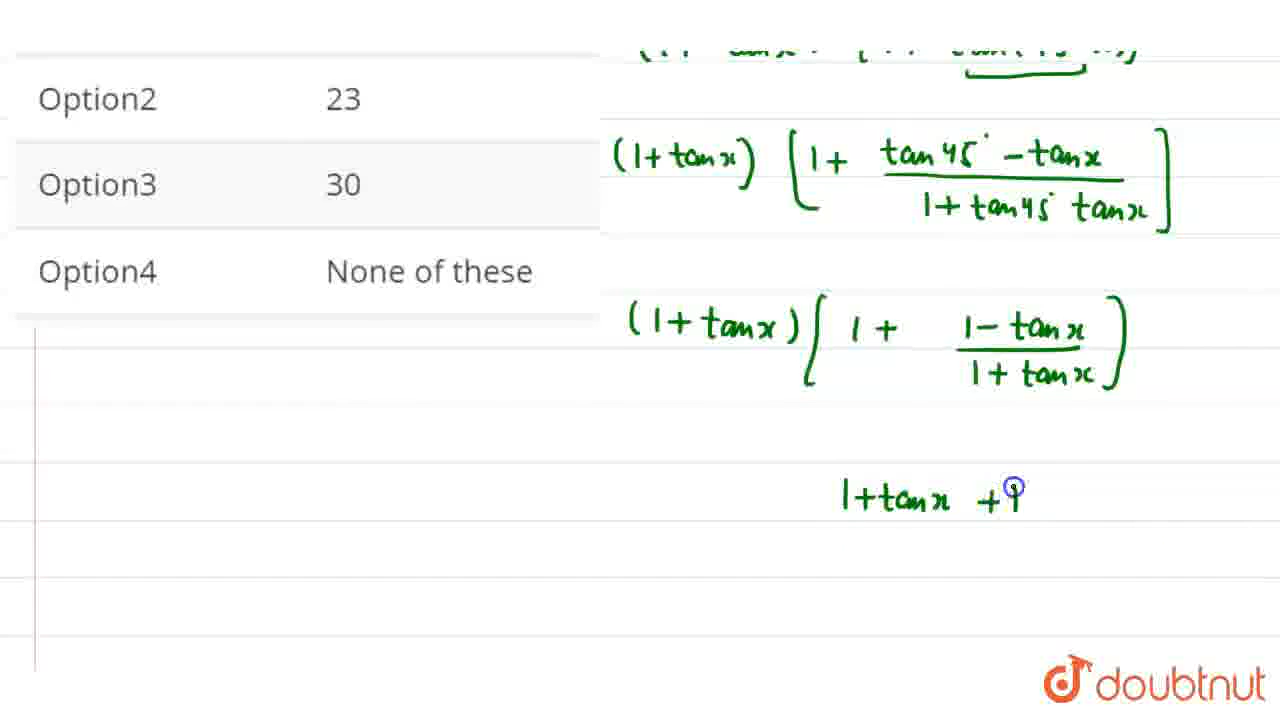 Option2 23
Option3 30
Option4 None of these
(1+tanx) [1+ tan45° -tanx / 1+tan45° tanx]
(1+tanx) [1+ 1-tanx / 1+tanx]
1+tanx +1
doubtnut